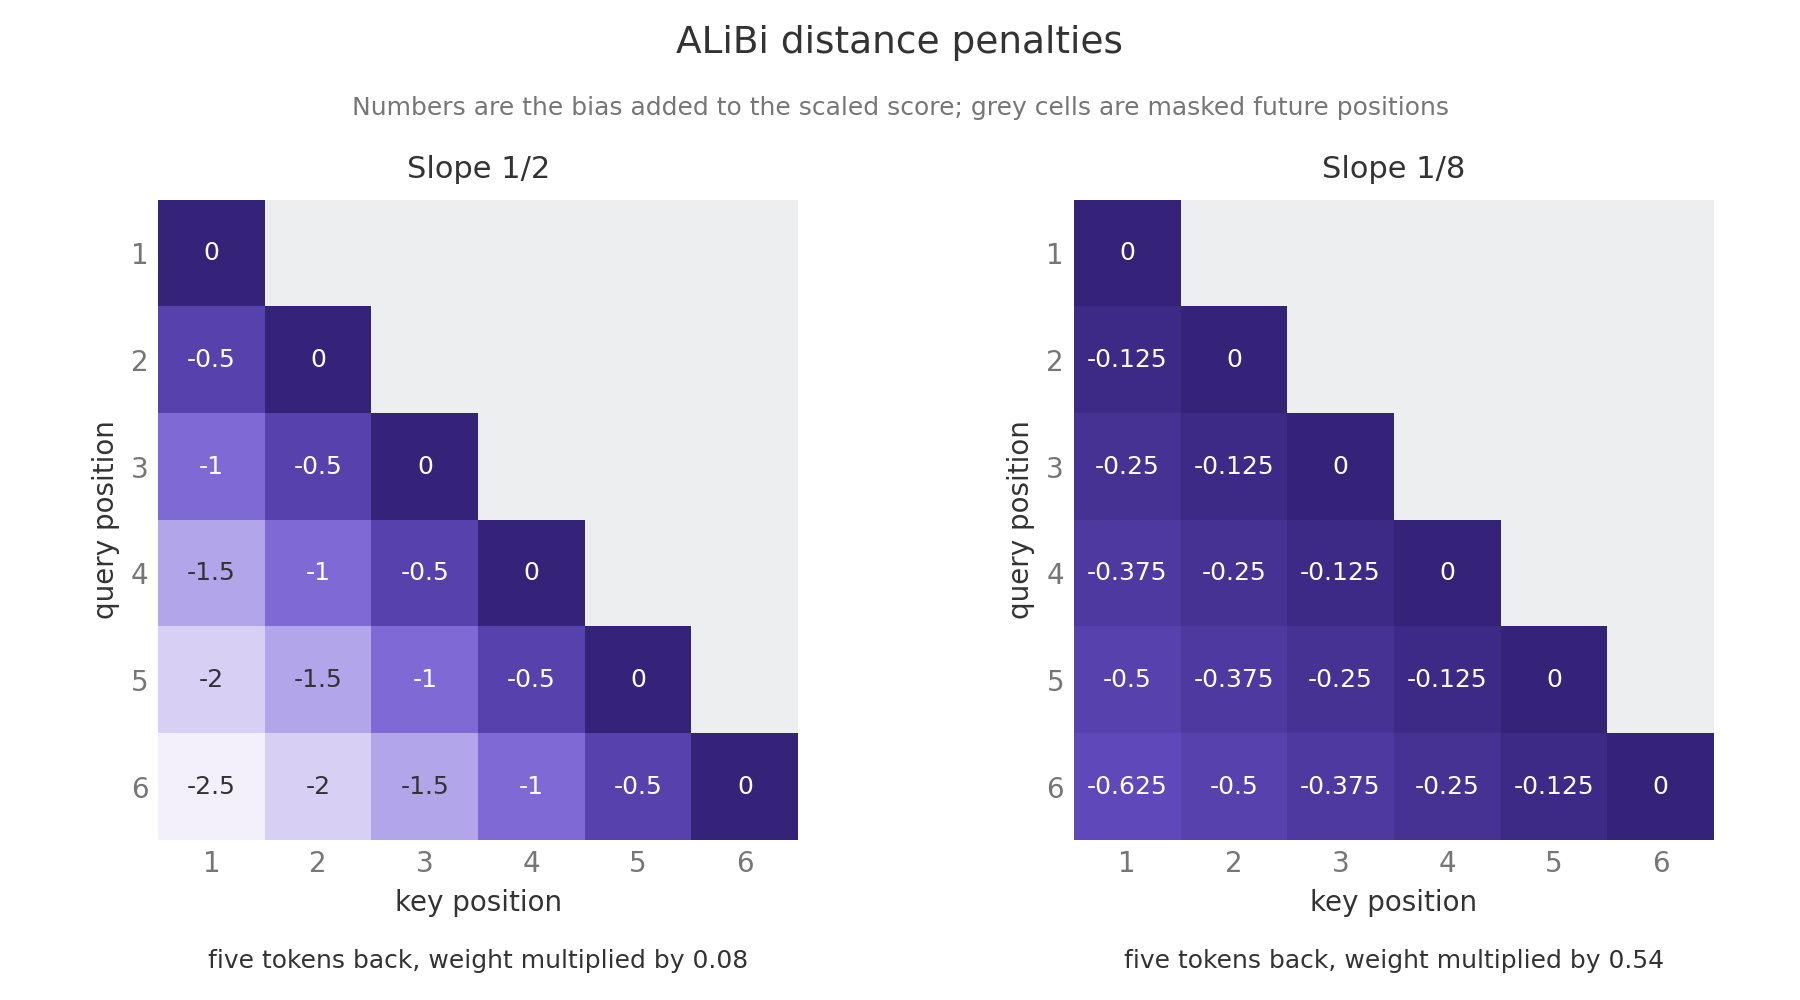 ALiBi distance penalties
Numbers are the bias added to the scaled score; grey cells are masked future positions
Slope 1/2
1 0
2 -0.5 0
3 -1 -0.5 0
4 -1.5 -1 -0.5 0
5 -2 -1.5 -1 -0.5 0
6 -2.5 -2 -1.5 -1 -0.5 0
1 2 3 4 5 6
query position
key position
five tokens back, weight multiplied by 0.08
Slope 1/8
1 0
2 -0.125 0
3 -0.25 -0.125 0
4 -0.375 -0.25 -0.125 0
5 -0.5 -0.375 -0.25 -0.125 0
6 -0.625 -0.5 -0.375 -0.25 -0.125 0
1 2 3 4 5 6
query position
key position
five tokens back, weight multiplied by 0.54